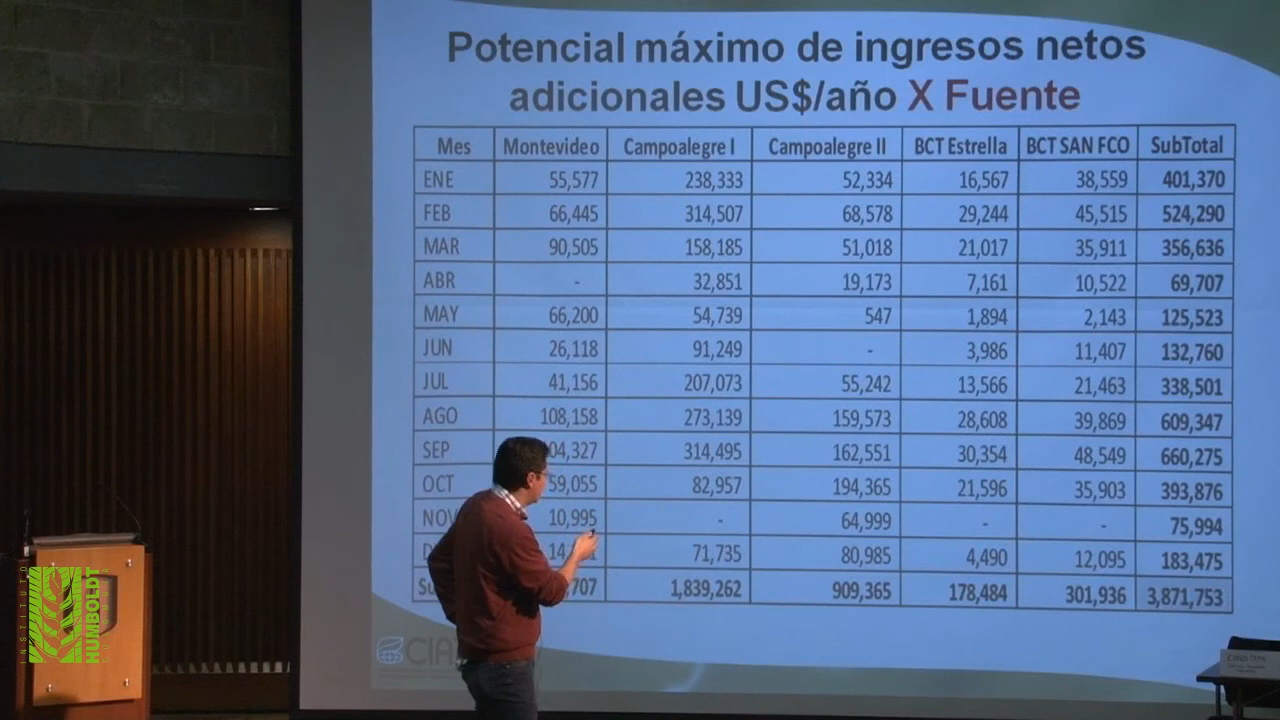 Potencial máximo de ingresos netos
adicionales US$/año X Fuente
Mes Montevideo Campoalegre I Campoalegre II BCT Estrella BCT SAN FCO SubTotal
ENE 55,577 238,333 52,334 16,567 38,559 401,370
FEB 66,445 314,507 68,578 29,244 45,515 524,290
MAR 90,505 158,185 51,018 21,017 35,911 356,636
ABR - 32,851 19,173 7,161 10,522 69,707
MAY 66,200 54,739 547 1,894 2,143 125,523
JUN 26,118 91,249 - 3,986 11,407 132,760
JUL 41,156 207,073 55,242 13,566 21,463 338,501
AGO 108,158 273,139 159,573 28,608 39,869 609,347
SEP 04,327 314,495 162,551 30,354 48,549 660,275
OCT 59,055 82,957 194,365 21,596 35,903 393,876
NOV 10,995 - 64,999 - - 75,994
71,735 80,985 4,490 12,095 183,475
707 1,839,262 909,365 178,484 301,936 3,871,753
INSTITUTO
HUMBOLDT
COLOMBIA